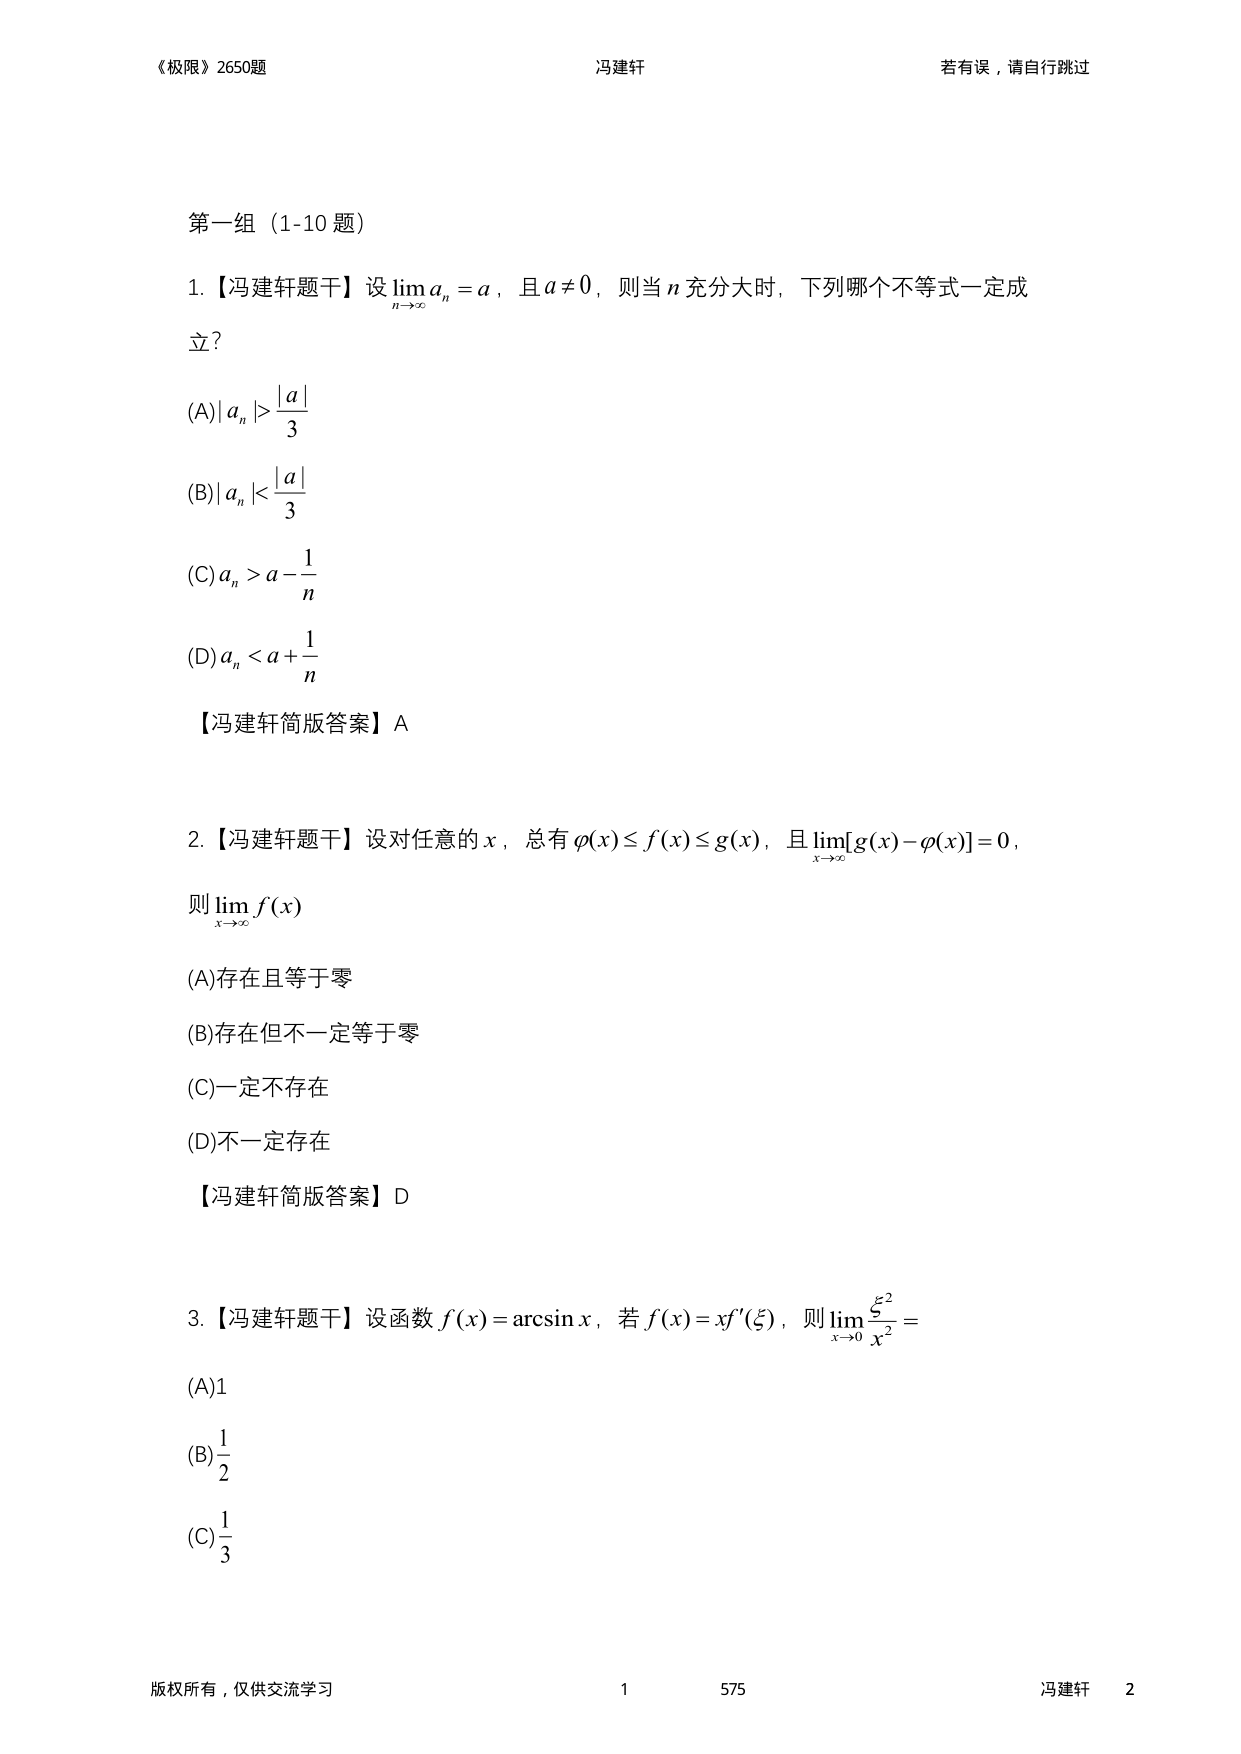 《极限》2650题 冯建轩 若有误，请自行跳过
第一组（1-10 题）
1.【冯建轩题干】设 lim_{n→∞} a_n = a，且 a ≠ 0，则当 n 充分大时，下列哪个不等式一定成
立？
(A) |a_n| > |a|/3
(B) |a_n| < |a|/3
(C) a_n > a − 1/n
(D) a_n < a + 1/n
【冯建轩简版答案】A
2.【冯建轩题干】设对任意的 x，总有 φ(x) ≤ f(x) ≤ g(x)，且 lim_{x→∞} [g(x) − φ(x)] = 0，
则 lim_{x→∞} f(x)
(A)存在且等于零
(B)存在但不一定等于零
(C)一定不存在
(D)不一定存在
【冯建轩简版答案】D
3.【冯建轩题干】设函数 f(x) = arcsin x，若 f(x) = xf′(ξ)，则 lim_{x→0} ξ²/x² =
(A)1
(B) 1/2
(C) 1/3
版权所有，仅供交流学习 1 575 冯建轩 2